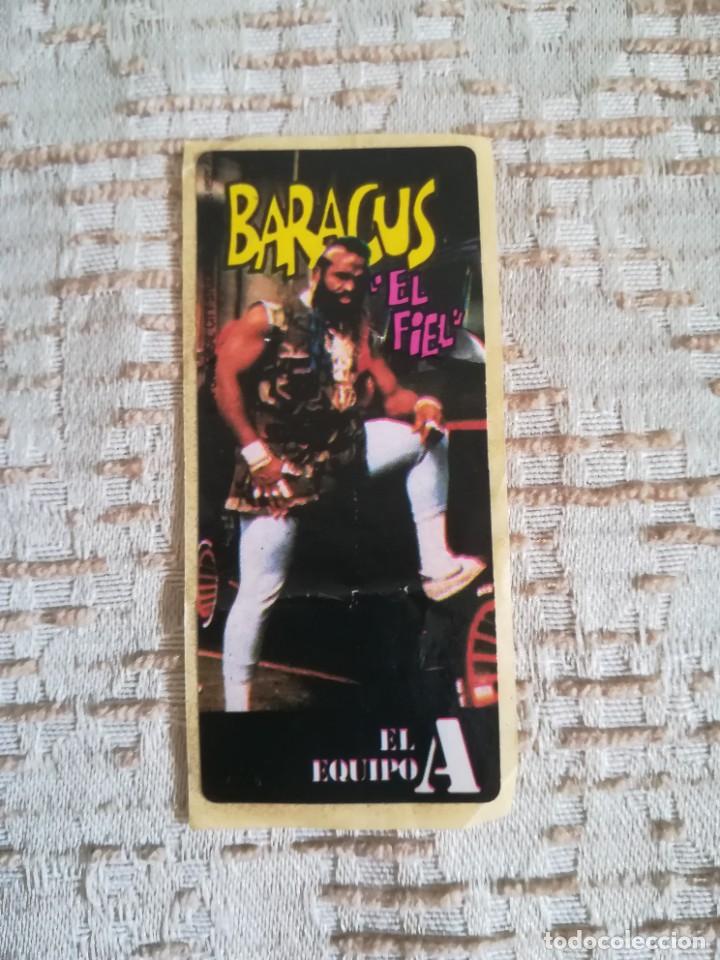 BARACUS
"EL
FiEL"
EL
EQUIPO A
todocoleccion